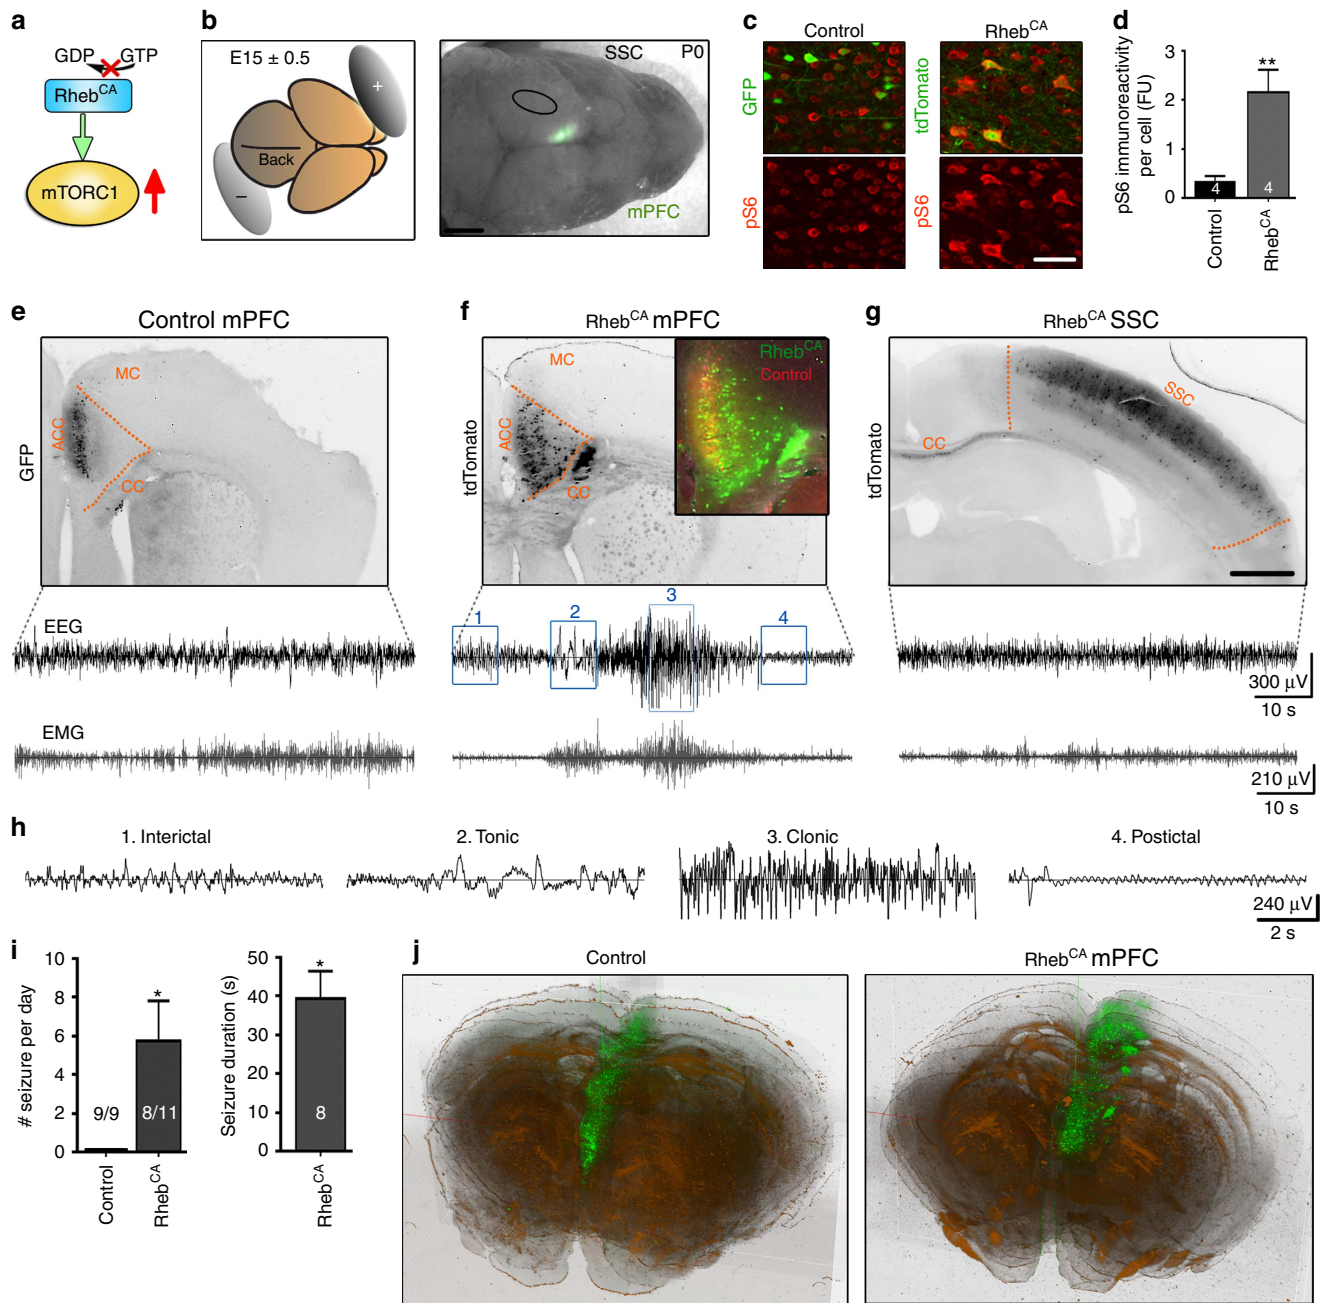 a
GDP GTP
Rheb^CA
mTORC1
b
E15 ± 0.5
+
Back
–
SSC P0
mPFC
c
Control Rheb^CA
GFP
tdTomato
pS6
pS6
d
pS6 immunoreactivity
per cell (FU)
3
2
1
0
**
4 4
Control
Rheb^CA
e
Control mPFC
GFP
MC
ACC
CC
f
Rheb^CA mPFC
tdTomato
MC
ACC
CC
Rheb^CA
Control
g
Rheb^CA SSC
tdTomato
SSC
CC
EEG
1 2 3 4
300 µV
10 s
EMG
210 µV
10 s
h
1. Interictal 2. Tonic 3. Clonic 4. Postictal
240 µV
2 s
i
# seizure per day
10
8
6
4
2
0
*
9/9 8/11
Control
Rheb^CA
Seizure duration (s)
50
40
30
20
10
0
*
8
Rheb^CA
j
Control Rheb^CA mPFC